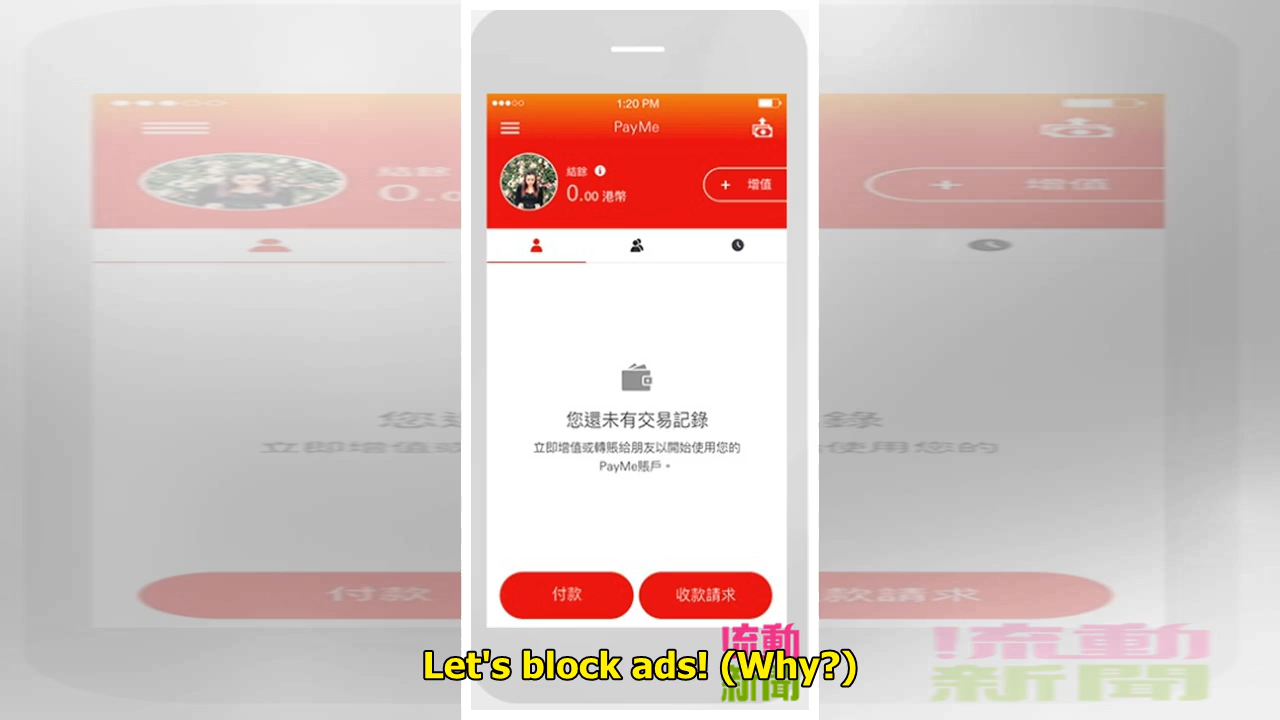 1:20 PM
PayMe
結餘
0.00 港幣
+ 增值
您還未有交易記錄
立即增值或轉賬給朋友以開始使用您的
PayMe賬戶。
付款
收款請求
!流動
新聞
Let's block ads! (Why?)